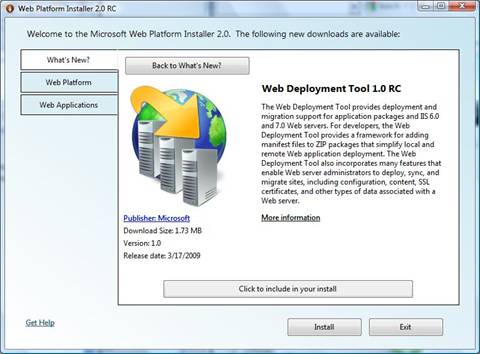 Web Platform Installer 2.0 RC
Welcome to the Microsoft Web Platform Installer 2.0.  The following new downloads are available:
What's New?
Web Platform
Web Applications
Back to What's New?
Web Deployment Tool 1.0 RC
The Web Deployment Tool provides deployment and
migration support for application packages and IIS 6.0
and 7.0 Web servers. For developers, the Web
Deployment Tool provides a framework for adding
manifest files to ZIP packages that simplify local and
remote Web application deployment. The Web
Deployment Tool also incorporates many features that
enable Web server administrators to deploy, sync, and
migrate sites, including configuration, content, SSL
certificates, and other types of data associated with a
Web server.
More information
Publisher: Microsoft
Download Size: 1.73 MB
Version: 1.0
Release date: 3/17/2009
Click to include in your install
Get Help
Install
Exit